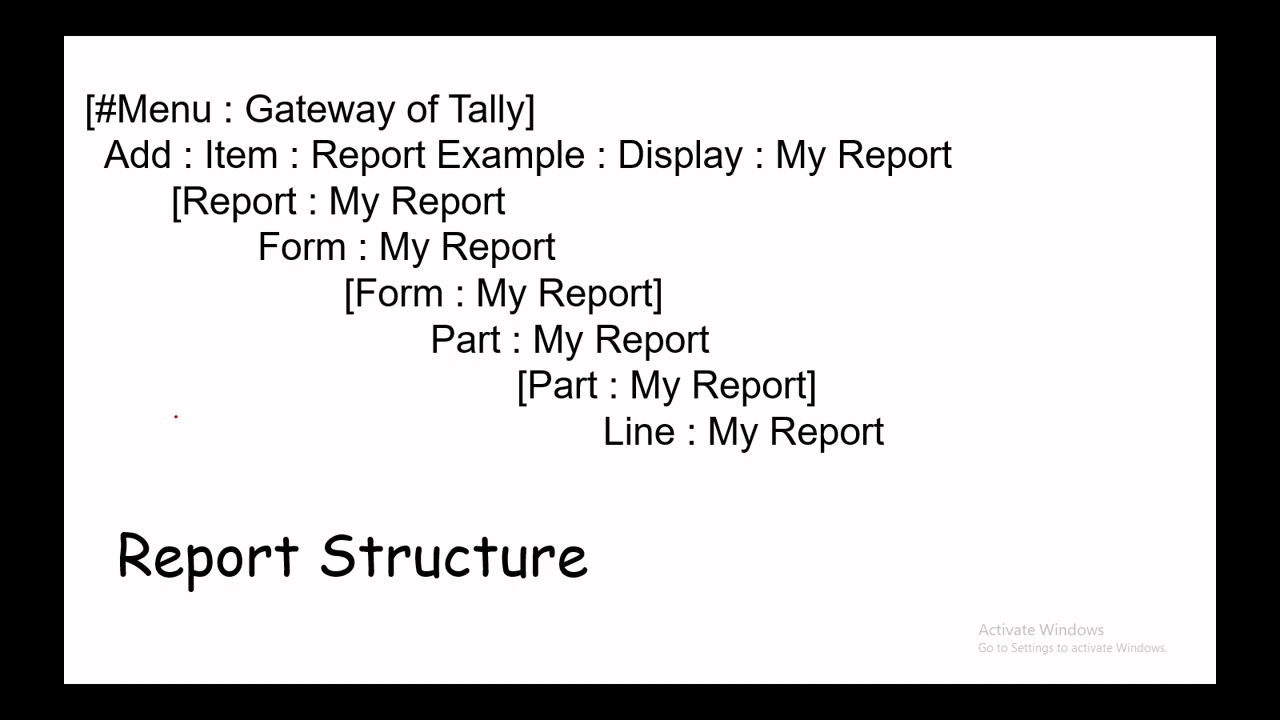 [#Menu : Gateway of Tally]
Add : Item : Report Example : Display : My Report
[Report : My Report
Form : My Report
[Form : My Report]
Part : My Report
[Part : My Report]
Line : My Report
Report Structure
Activate Windows
Go to Settings to activate Windows.